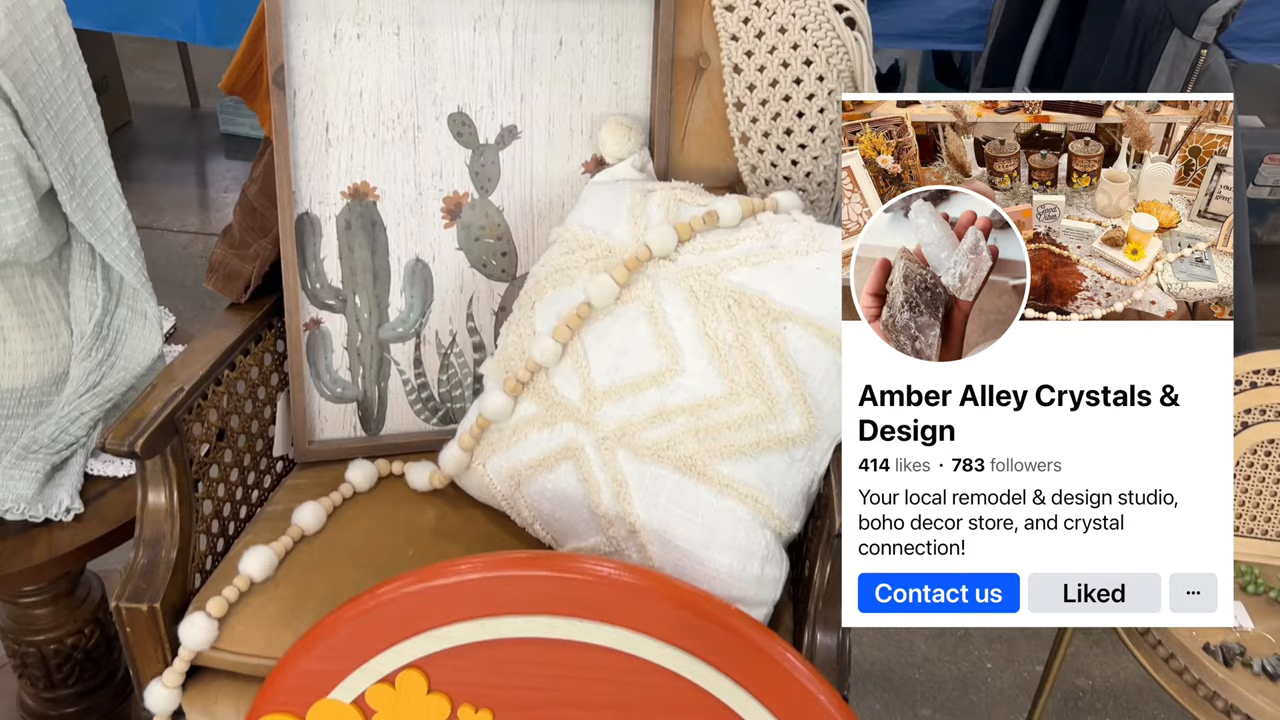 Amber Alley Crystals &
Design
414 likes · 783 followers
Your local remodel & design studio,
boho decor store, and crystal
connection!
Contact us
Liked